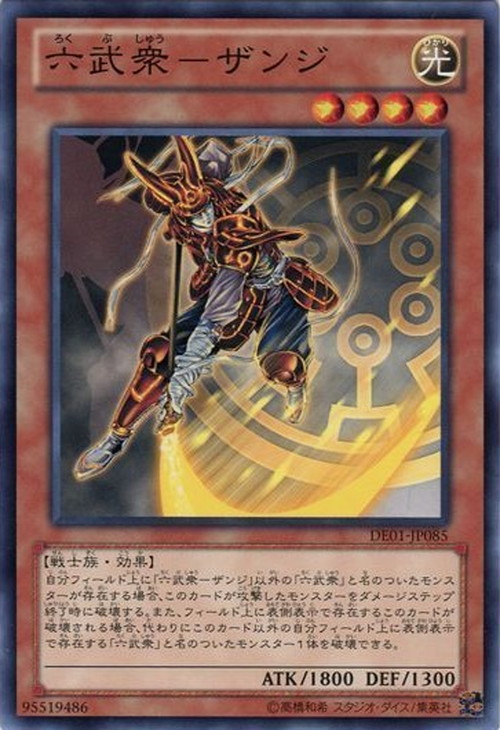 ろく ぶ しゅう
六武衆－ザンジ
ひかり
光
DE01-JP085
【戦士族・効果】
自分フィールド上に「六武衆－ザンジ」以外の「六武衆」と名のついたモンス
ターが存在する場合、このカードが攻撃したモンスターをダメージステップ
終了時に破壊する。また、フィールド上に表側表示で存在するこのカードが
破壊される場合、代わりにこのカード以外の自分フィールド上に表側表示
で存在する「六武衆」と名のついたモンスター１体を破壊できる。
ATK/1800 DEF/1300
95519486
©高橋和希 スタジオ・ダイス/集英社